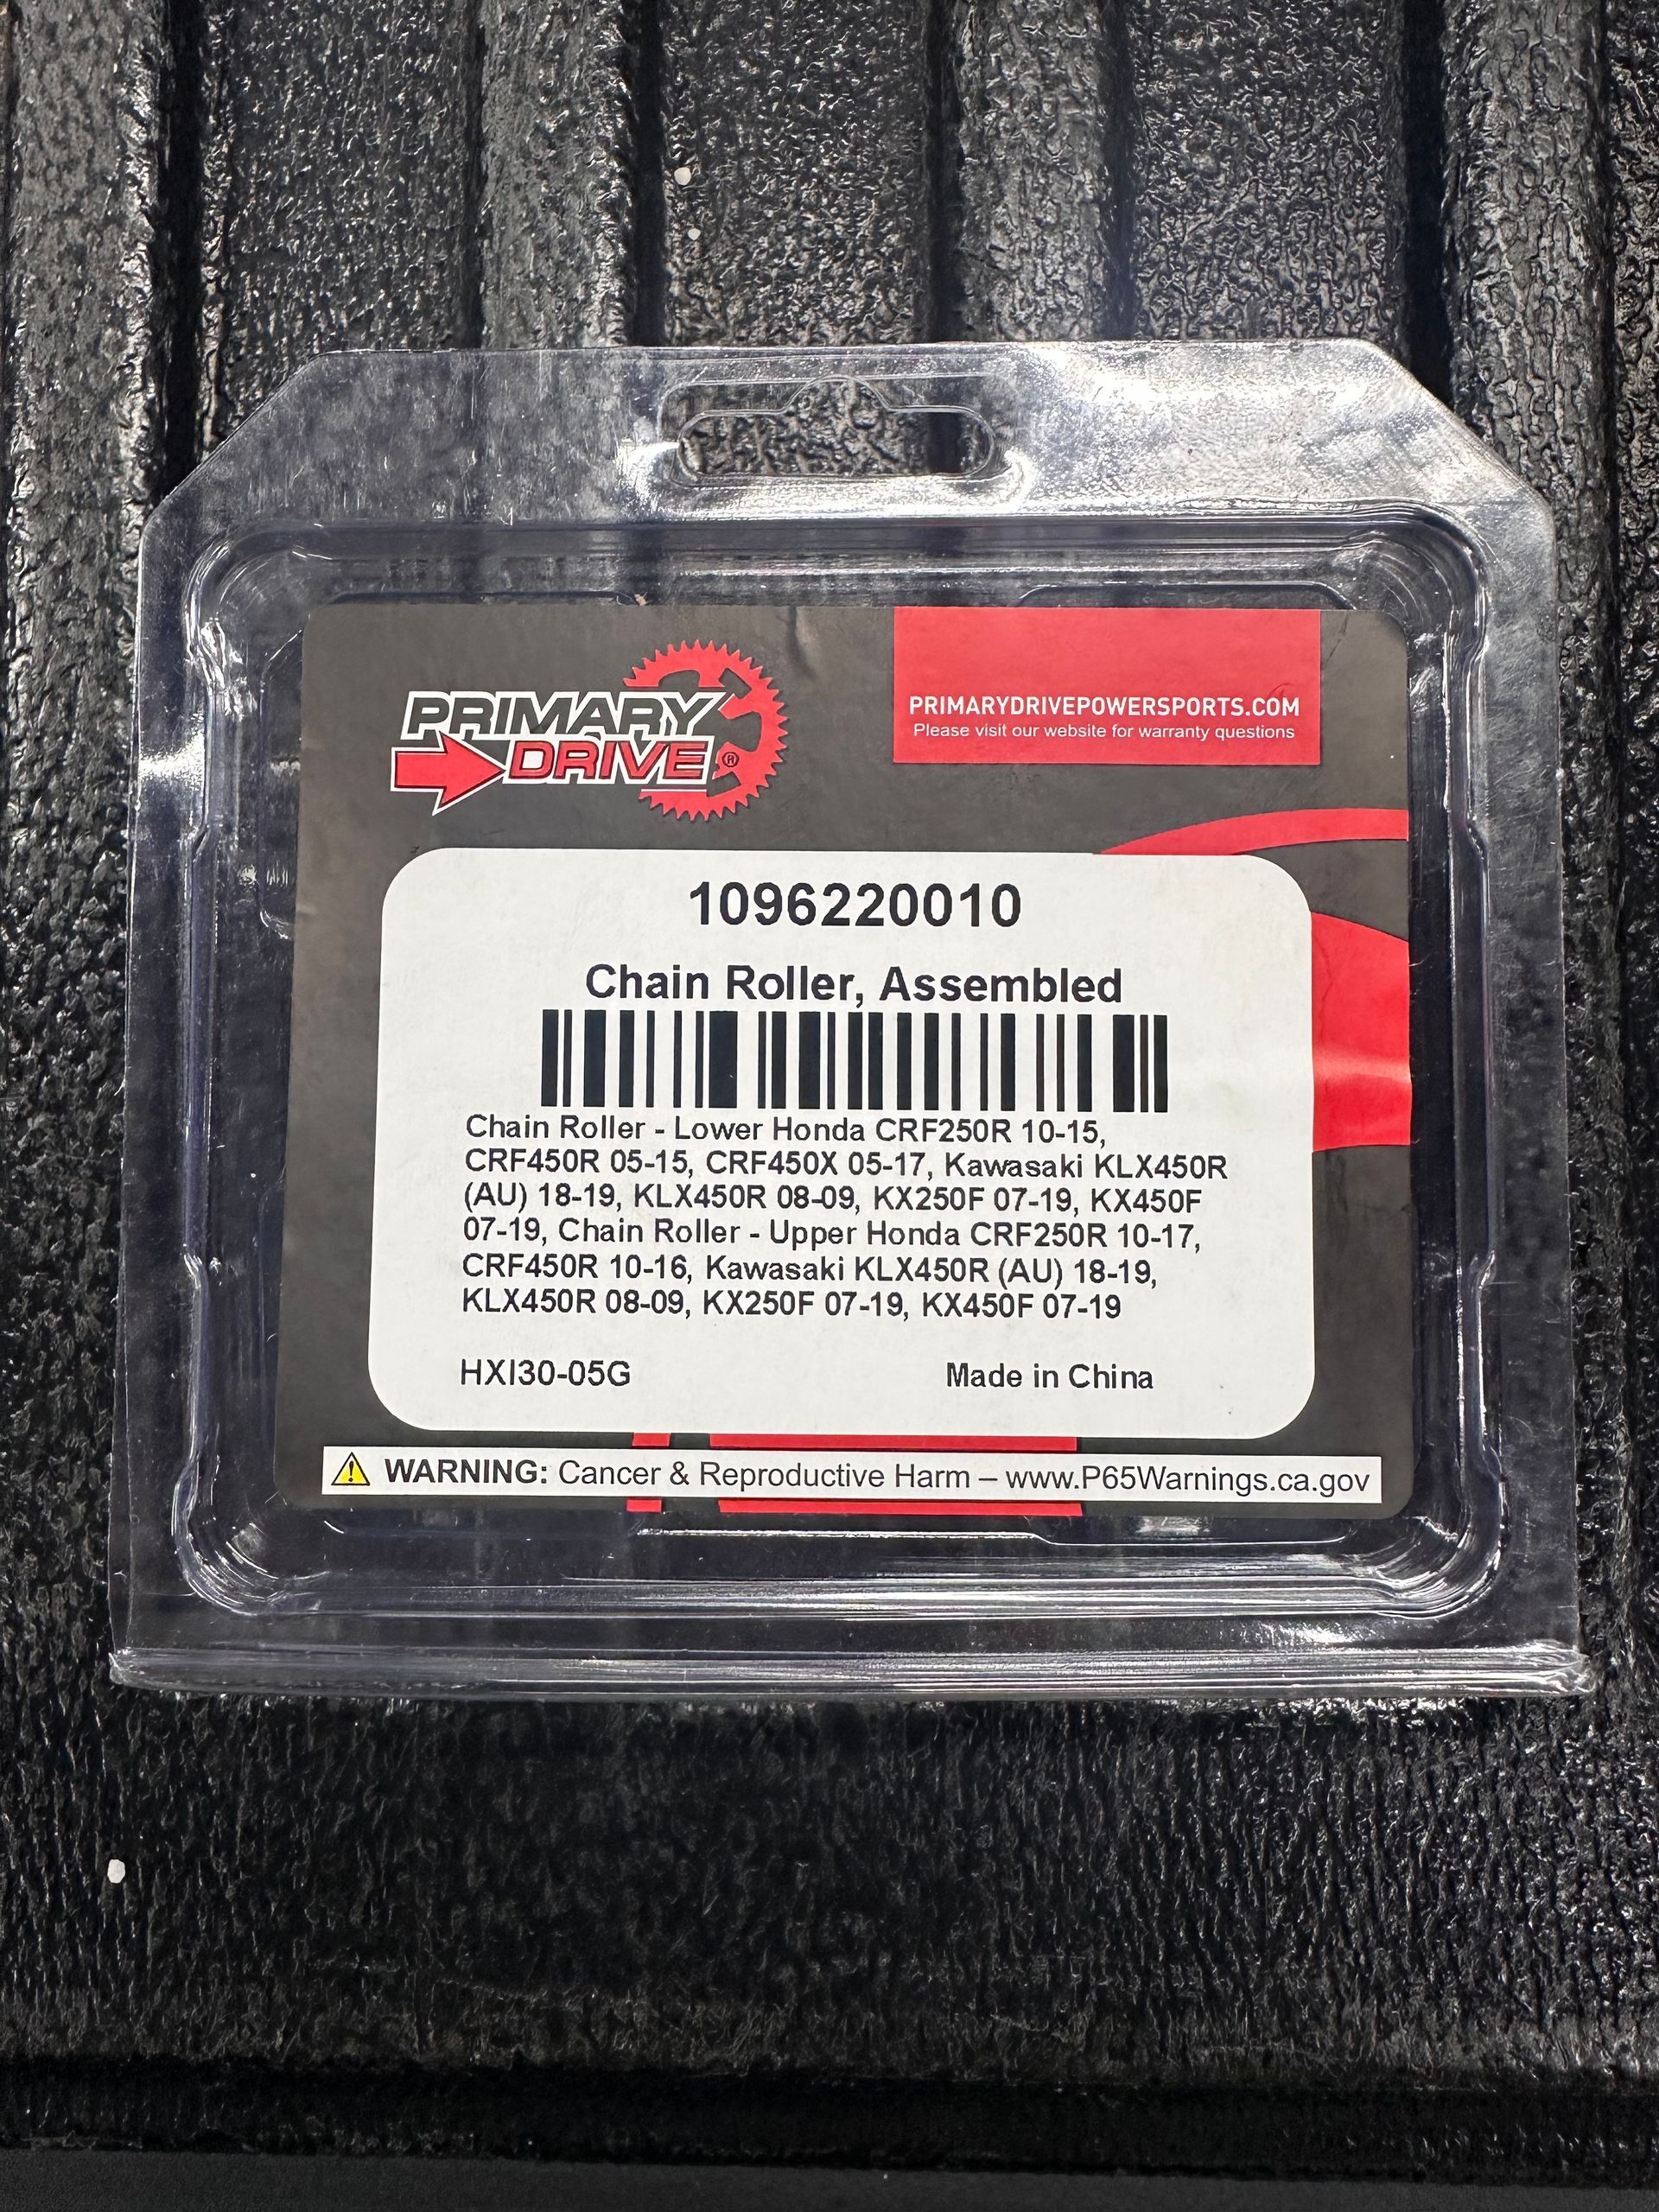 PRIMARY
DRIVE®
PRIMARYDRIVEPOWERSPORTS.COM
Please visit our website for warranty questions
1096220010
Chain Roller, Assembled
Chain Roller - Lower Honda CRF250R 10-15,
CRF450R 05-15, CRF450X 05-17, Kawasaki KLX450R
(AU) 18-19, KLX450R 08-09, KX250F 07-19, KX450F
07-19, Chain Roller - Upper Honda CRF250R 10-17,
CRF450R 10-16, Kawasaki KLX450R (AU) 18-19,
KLX450R 08-09, KX250F 07-19, KX450F 07-19
HXI30-05G Made in China
WARNING: Cancer & Reproductive Harm – www.P65Warnings.ca.gov